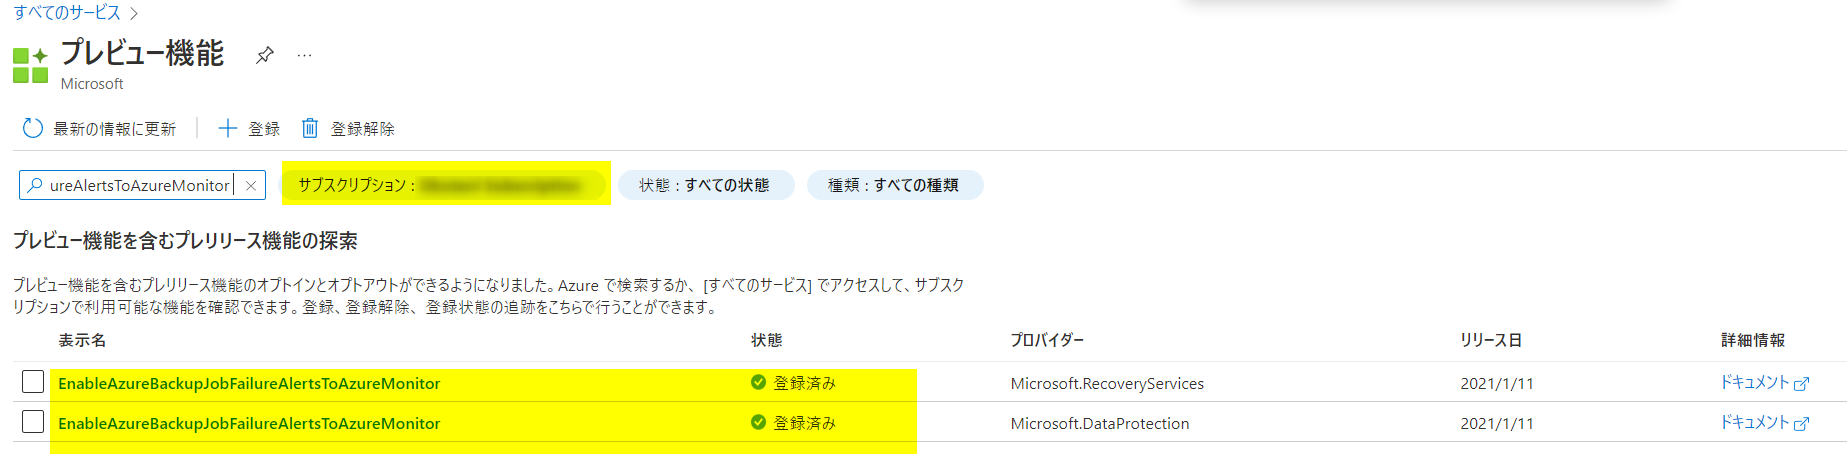 すべてのサービス
プレビュー機能
Microsoft
最新の情報に更新 登録 登録解除
ureAlertsToAzureMonitor サブスクリプション : 状態 : すべての状態 種類 : すべての種類
プレビュー機能を含むプレリリース機能の探索
プレビュー機能を含むプレリリース機能のオプトインとオプトアウトができるようになりました。Azure で検索するか、[すべてのサービス] でアクセスして、サブスク
リプションで利用可能な機能を確認できます。登録、登録解除、登録状態の追跡をこちらで行うことができます。
表示名 状態 プロバイダー リリース日 詳細情報
EnableAzureBackupJobFailureAlertsToAzureMonitor 登録済み Microsoft.RecoveryServices 2021/1/11 ドキュメント
EnableAzureBackupJobFailureAlertsToAzureMonitor 登録済み Microsoft.DataProtection 2021/1/11 ドキュメント